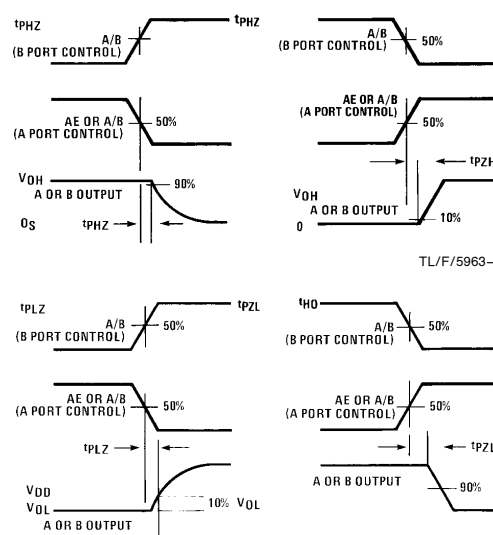 tPHZ
A/B
(B PORT CONTROL)
AE OR A/B
(A PORT CONTROL)
50%
VOH
A OR B OUTPUT
90%
OS
tPHZ
tPHZ
A/B
(B PORT CONTROL)
50%
AE OR A/B
(A PORT CONTROL)
50%
tPZH
VOH
A OR B OUTPUT
0
10%
TL/F/5963–
tPLZ
A/B
(B PORT CONTROL)
50%
AE OR A/B
(A PORT CONTROL)
50%
tPLZ
VDD
VOL
10% VOL
A OR B OUTPUT
tPZL
tHO
A/B
(B PORT CONTROL)
50%
AE OR A/B
(A PORT CONTROL)
50%
tPZL
A OR B OUTPUT
90%